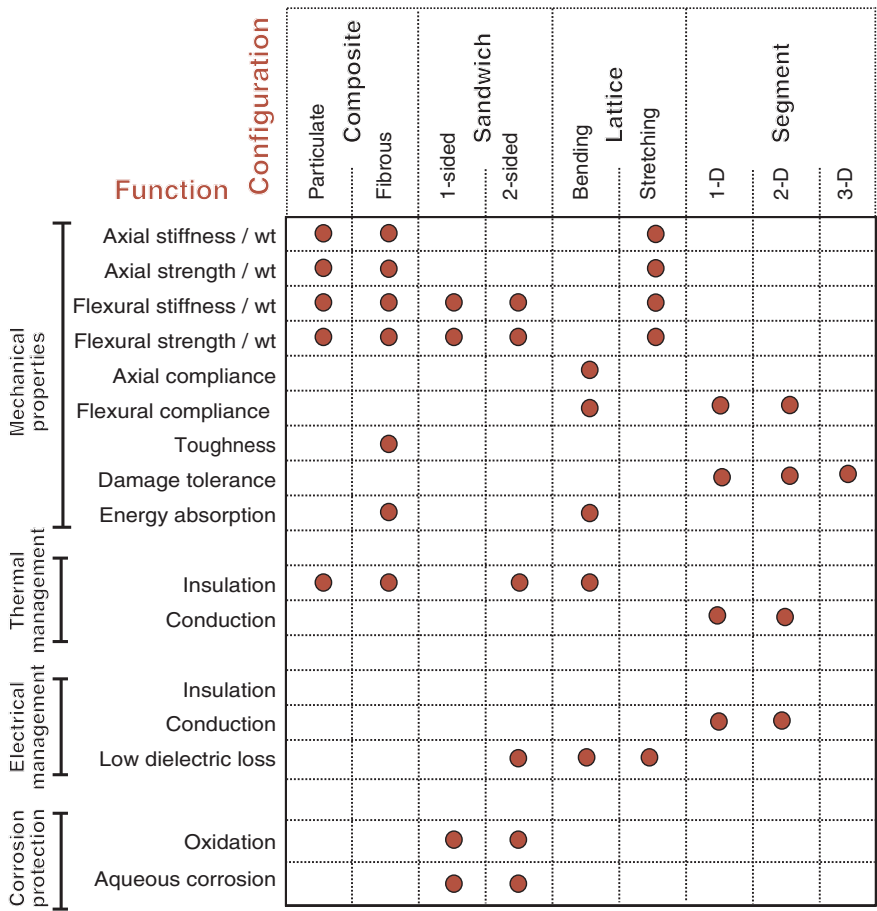 Configuration
Function
Composite
Sandwich
Lattice
Segment
Particulate
Fibrous
1-sided
2-sided
Bending
Stretching
1-D
2-D
3-D
Mechanical
properties
Axial stiffness / wt
Axial strength / wt
Flexural stiffness / wt
Flexural strength / wt
Axial compliance
Flexural compliance
Toughness
Damage tolerance
Energy absorption
Thermal
management
Insulation
Conduction
Electrical
management
Insulation
Conduction
Low dielectric loss
Corrosion
protection
Oxidation
Aqueous corrosion